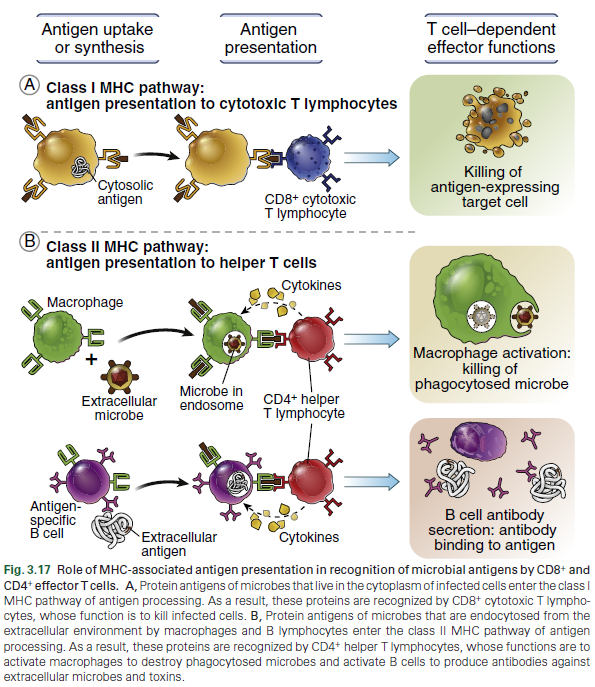 Antigen uptake
or synthesis
Antigen
presentation
T cell–dependent
effector functions
A Class I MHC pathway:
antigen presentation to cytotoxic T lymphocytes
Cytosolic
antigen
CD8+ cytotoxic
T lymphocyte
Killing of
antigen-expressing
target cell
B Class II MHC pathway:
antigen presentation to helper T cells
Macrophage
+
Extracellular
microbe
Cytokines
Microbe in
endosome
CD4+ helper
T lymphocyte
Macrophage activation:
killing of
phagocytosed microbe
Antigen-
specific
B cell
Extracellular
antigen
Cytokines
B cell antibody
secretion: antibody
binding to antigen
Fig. 3.17 Role of MHC-associated antigen presentation in recognition of microbial antigens by CD8+ and
CD4+ effector T cells. A, Protein antigens of microbes that live in the cytoplasm of infected cells enter the class I
MHC pathway of antigen processing. As a result, these proteins are recognized by CD8+ cytotoxic T lympho-
cytes, whose function is to kill infected cells. B, Protein antigens of microbes that are endocytosed from the
extracellular environment by macrophages and B lymphocytes enter the class II MHC pathway of antigen
processing. As a result, these proteins are recognized by CD4+ helper T lymphocytes, whose functions are to
activate macrophages to destroy phagocytosed microbes and activate B cells to produce antibodies against
extracellular microbes and toxins.